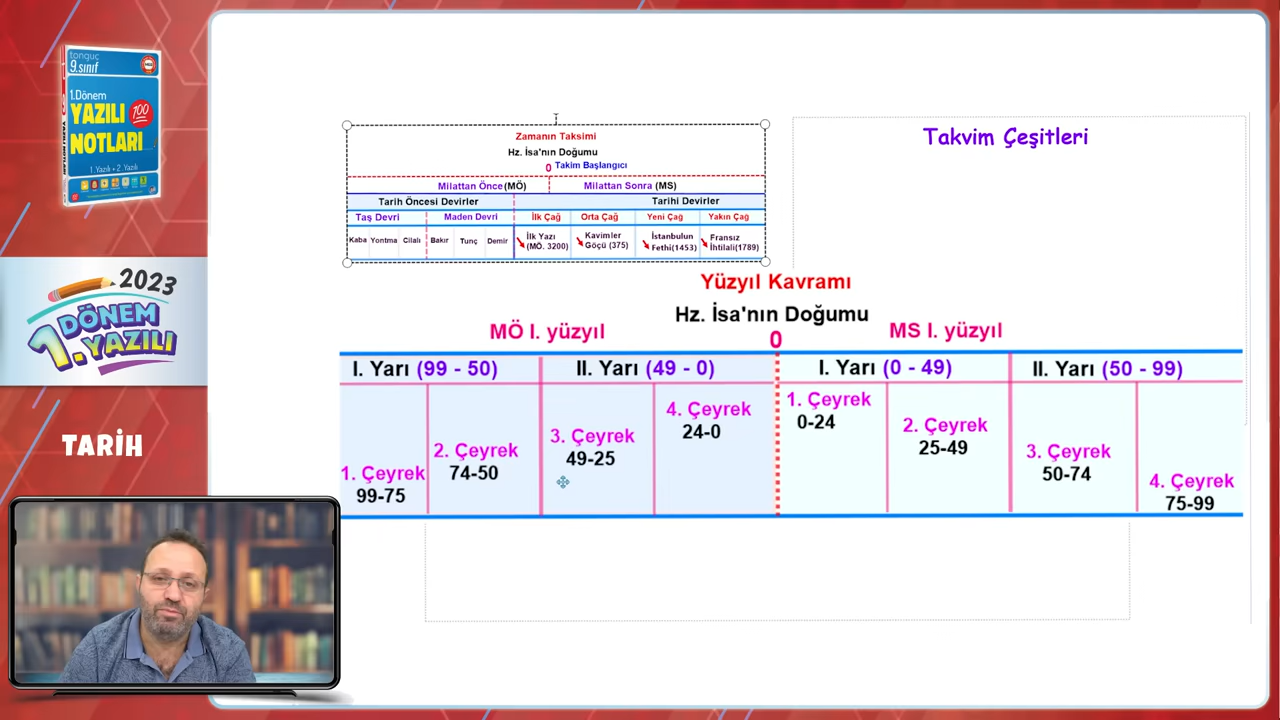 tonguç
9.sınıf
1.Dönem
YAZILI
100
NOTLARI
1.Yazılı • 2.Yazılı
2023
1. DÖNEM
YAZILI
TARİH
Zamanın Taksimi
Hz. İsa'nın Doğumu
0 Takim Başlangıcı
Milattan Önce (MÖ) Milattan Sonra (MS)
Tarih Öncesi Devirler Tarihi Devirler
Taş Devri Maden Devri İlk Çağ Orta Çağ Yeni Çağ Yakın Çağ
Kaba Yontma Cilalı Bakır Tunç Demir
İlk Yazı
(MÖ. 3200)
Kavimler
Göçü (375)
İstanbulun
Fethi(1453)
Fransız
İhtilali(1789)
Takvim Çeşitleri
Yüzyıl Kavramı
Hz. İsa'nın Doğumu
MÖ I. yüzyıl 0 MS I. yüzyıl
I. Yarı (99 - 50) II. Yarı (49 - 0) I. Yarı (0 - 49) II. Yarı (50 - 99)
1. Çeyrek
99-75
2. Çeyrek
74-50
3. Çeyrek
49-25
4. Çeyrek
24-0
1. Çeyrek
0-24
2. Çeyrek
25-49
3. Çeyrek
50-74
4. Çeyrek
75-99